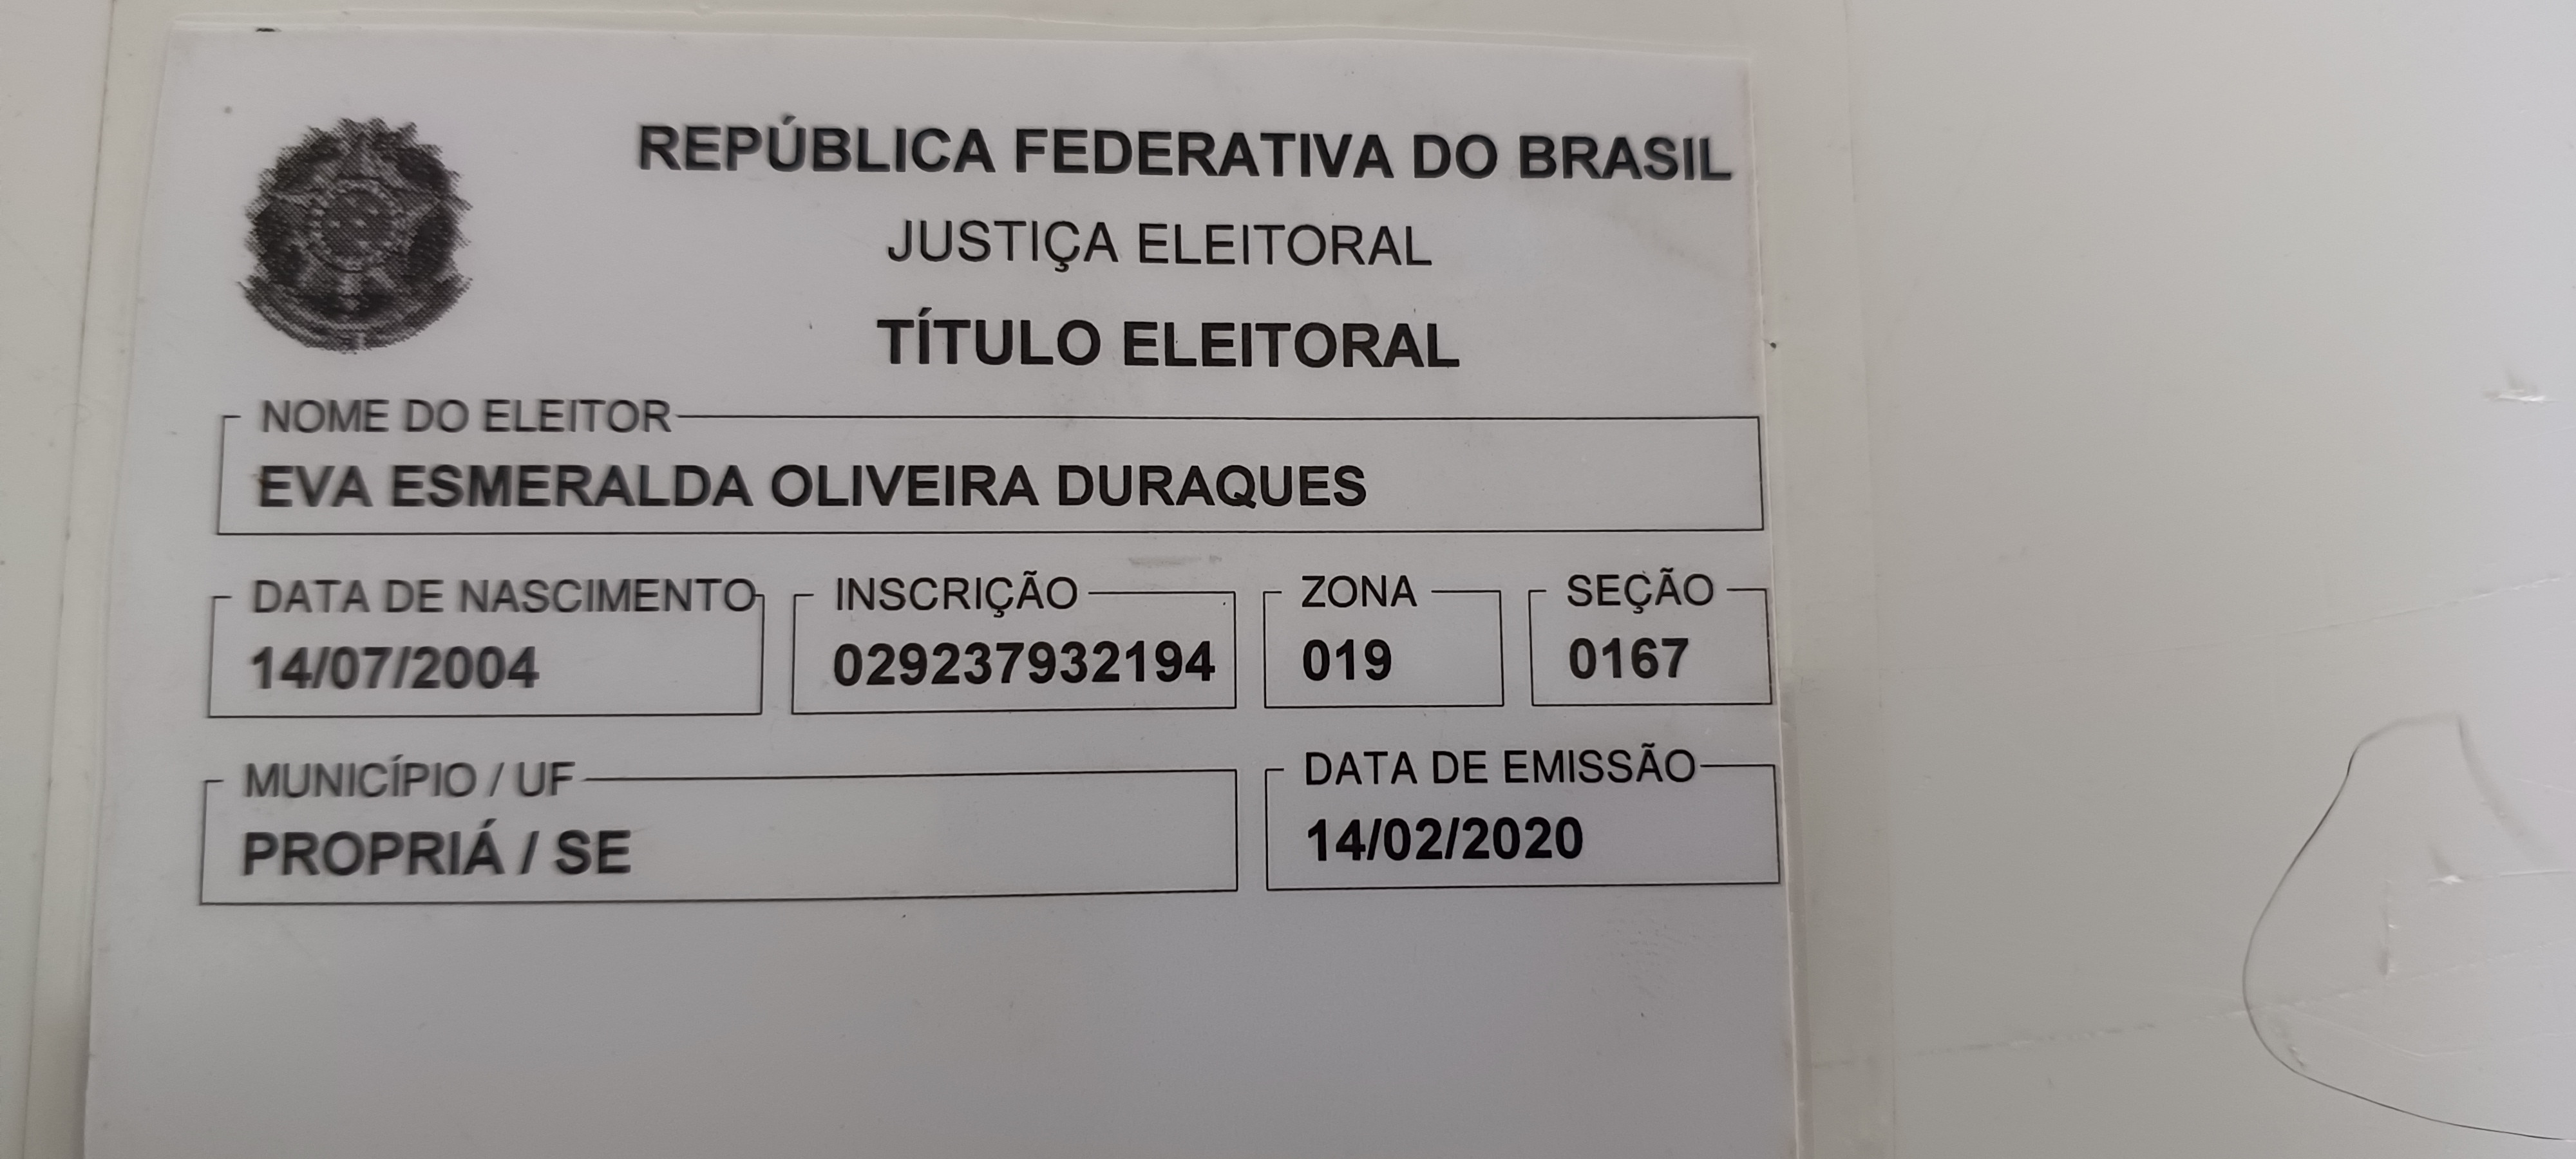 REPÚBLICA FEDERATIVA DO BRASIL
JUSTIÇA ELEITORAL
TÍTULO ELEITORAL
NOME DO ELEITOR
EVA ESMERALDA OLIVEIRA DURAQUES
DATA DE NASCIMENTO INSCRIÇÃO ZONA SEÇÃO
14/07/2004 029237932194 019 0167
MUNICÍPIO / UF DATA DE EMISSÃO
PROPRIÁ / SE 14/02/2020